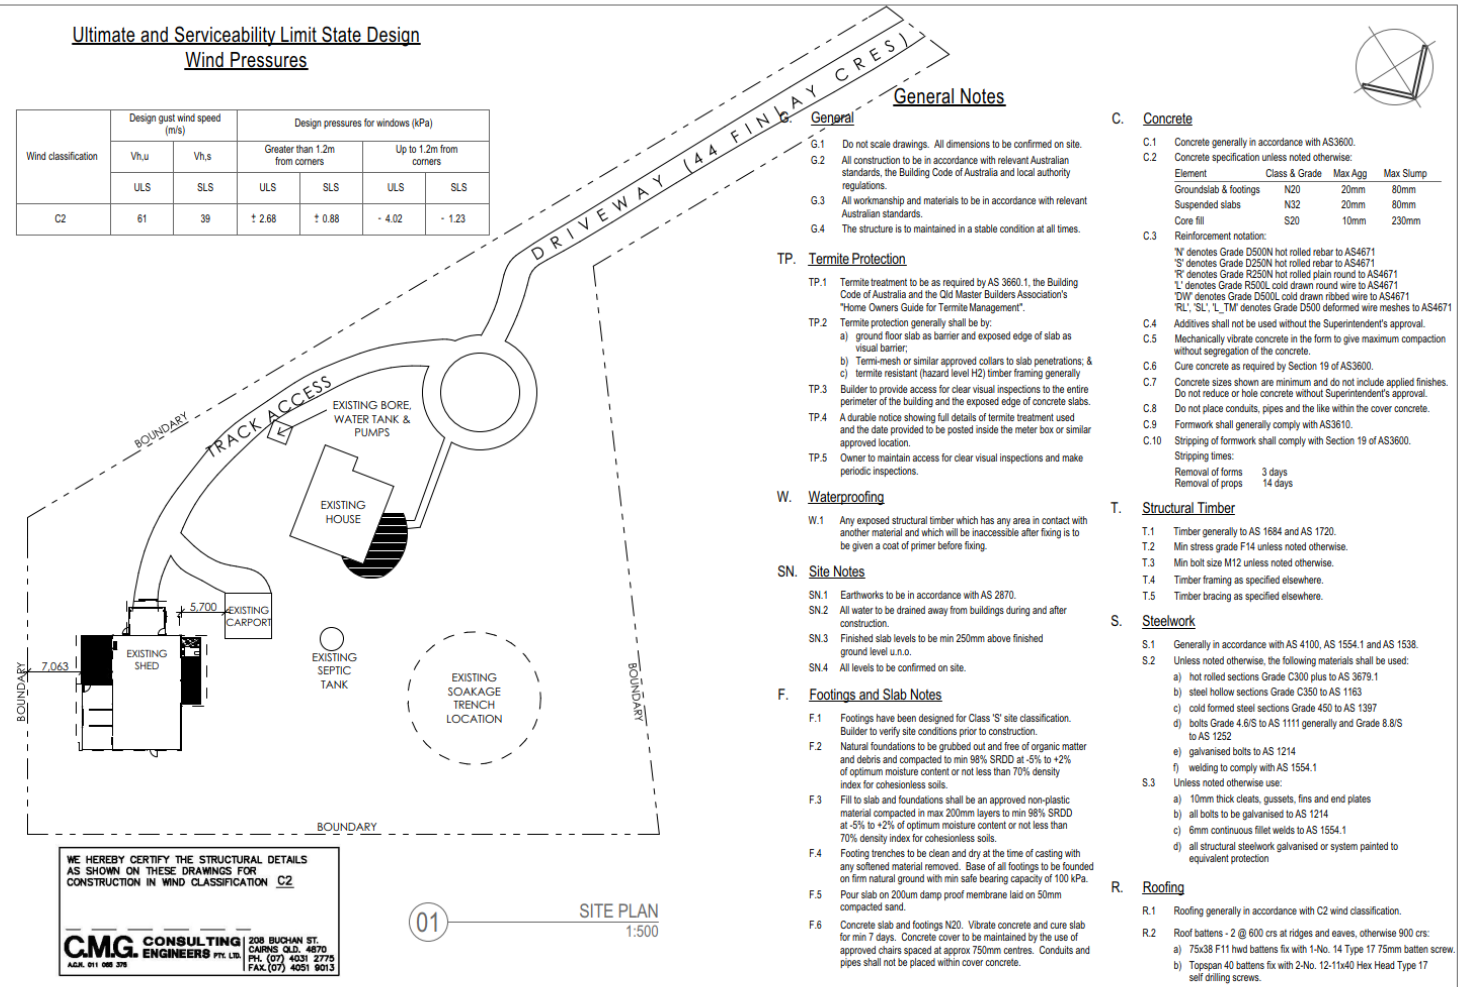 Ultimate and Serviceability Limit State Design
Wind Pressures
Wind classification
Design gust wind speed
(m/s)
Design pressures for windows (kPa)
Vh,u
Vh,s
Greater than 1.2m
from corners
Up to 1.2m from
corners
ULS
SLS
ULS
SLS
ULS
SLS
C2
61
39
± 2.68
± 0.88
- 4.02
- 1.23
DRIVEWAY (44 FINLAY CRES)
TRACK ACCESS
BOUNDARY
EXISTING BORE,
WATER TANK &
PUMPS
EXISTING
HOUSE
5,700
EXISTING
CARPORT
EXISTING
SHED
7,063
BOUNDARY
EXISTING
SEPTIC
TANK
EXISTING
SOAKAGE
TRENCH
LOCATION
BOUNDARY
BOUNDARY
WE HEREBY CERTIFY THE STRUCTURAL DETAILS
AS SHOWN ON THESE DRAWINGS FOR
CONSTRUCTION IN WIND CLASSIFICATION C2
C.M.G. CONSULTING
ENGINEERS PTY. LTD.
A.C.N. 011 065 375
208 BUCHAN ST.
CAIRNS QLD. 4870
PH. (07) 4031 2775
FAX.(07) 4051 9013
01
SITE PLAN
1:500
General Notes
G. General
G.1 Do not scale drawings. All dimensions to be confirmed on site.
G.2 All construction to be in accordance with relevant Australian
standards, the Building Code of Australia and local authority
regulations.
G.3 All workmanship and materials to be in accordance with relevant
Australian standards.
G.4 The structure is to maintained in a stable condition at all times.
TP. Termite Protection
TP.1 Termite treatment to be as required by AS 3660.1, the Building
Code of Australia and the Qld Master Builders Association's
"Home Owners Guide for Termite Management".
TP.2 Termite protection generally shall be by:
a) ground floor slab as barrier and exposed edge of slab as
visual barrier;
b) Termi-mesh or similar approved collars to slab penetrations; &
c) termite resistant (hazard level H2) timber framing generally
TP.3 Builder to provide access for clear visual inspections to the entire
perimeter of the building and the exposed edge of concrete slabs.
TP.4 A durable notice showing full details of termite treatment used
and the date provided to be posted inside the meter box or similar
approved location.
TP.5 Owner to maintain access for clear visual inspections and make
periodic inspections.
W. Waterproofing
W.1 Any exposed structural timber which has any area in contact with
another material and which will be inaccessible after fixing is to
be given a coat of primer before fixing.
SN. Site Notes
SN.1 Earthworks to be in accordance with AS 2870.
SN.2 All water to be drained away from buildings during and after
construction.
SN.3 Finished slab levels to be min 250mm above finished
ground level u.n.o.
SN.4 All levels to be confirmed on site.
F. Footings and Slab Notes
F.1 Footings have been designed for Class 'S' site classification.
Builder to verify site conditions prior to construction.
F.2 Natural foundations to be grubbed out and free of organic matter
and debris and compacted to min 98% SRDD at -5% to +2%
of optimum moisture content or not less than 70% density
index for cohesionless soils.
F.3 Fill to slab and foundations shall be an approved non-plastic
material compacted in max 200mm layers to min 98% SRDD
at -5% to +2% of optimum moisture content or not less than
70% density index for cohesionless soils.
F.4 Footing trenches to be clean and dry at the time of casting with
any softened material removed. Base of all footings to be founded
on firm natural ground with min safe bearing capacity of 100 kPa.
F.5 Pour slab on 200um damp proof membrane laid on 50mm
compacted sand.
F.6 Concrete slab and footings N20. Vibrate concrete and cure slab
for min 7 days. Concrete cover to be maintained by the use of
approved chairs spaced at approx 750mm centres. Conduits and
pipes shall not be placed within cover concrete.
C. Concrete
C.1 Concrete generally in accordance with AS3600.
C.2 Concrete specification unless noted otherwise:
Element Class & Grade Max Agg Max Slump
Groundslab & footings N20 20mm 80mm
Suspended slabs N32 20mm 80mm
Core fill S20 10mm 230mm
C.3 Reinforcement notation:
'N' denotes Grade D500N hot rolled rebar to AS4671
'S' denotes Grade D250N hot rolled rebar to AS4671
'R' denotes Grade R250N hot rolled plain round to AS4671
'L' denotes Grade R500L cold drawn round wire to AS4671
'DW' denotes Grade D500L cold drawn ribbed wire to AS4671
'RL', 'SL', 'L_TM' denotes Grade D500 deformed wire meshes to AS4671
C.4 Additives shall not be used without the Superintendent's approval.
C.5 Mechanically vibrate concrete in the form to give maximum compaction
without segregation of the concrete.
C.6 Cure concrete as required by Section 19 of AS3600.
C.7 Concrete sizes shown are minimum and do not include applied finishes.
Do not reduce or hole concrete without Superintendent's approval.
C.8 Do not place conduits, pipes and the like within the cover concrete.
C.9 Formwork shall generally comply with AS3610.
C.10 Stripping of formwork shall comply with Section 19 of AS3600.
Stripping times:
Removal of forms 3 days
Removal of props 14 days
T. Structural Timber
T.1 Timber generally to AS 1684 and AS 1720.
T.2 Min stress grade F14 unless noted otherwise.
T.3 Min bolt size M12 unless noted otherwise.
T.4 Timber framing as specified elsewhere.
T.5 Timber bracing as specified elsewhere.
S. Steelwork
S.1 Generally in accordance with AS 4100, AS 1554.1 and AS 1538.
S.2 Unless noted otherwise, the following materials shall be used:
a) hot rolled sections Grade C300 plus to AS 3679.1
b) steel hollow sections Grade C350 to AS 1163
c) cold formed steel sections Grade 450 to AS 1397
d) bolts Grade 4.6/S to AS 1111 generally and Grade 8.8/S
to AS 1252
e) galvanised bolts to AS 1214
f) welding to comply with AS 1554.1
S.3 Unless noted otherwise use:
a) 10mm thick cleats, gussets, fins and end plates
b) all bolts to be galvanised to AS 1214
c) 6mm continuous fillet welds to AS 1554.1
d) all structural steelwork galvanised or system painted to
equivalent protection
R. Roofing
R.1 Roofing generally in accordance with C2 wind classification.
R.2 Roof battens - 2 @ 600 crs at ridges and eaves, otherwise 900 crs:
a) 75x38 F11 hwd battens fix with 1-No. 14 Type 17 75mm batten screw.
b) Topspan 40 battens fix with 2-No. 12-11x40 Hex Head Type 17
self drilling screws.